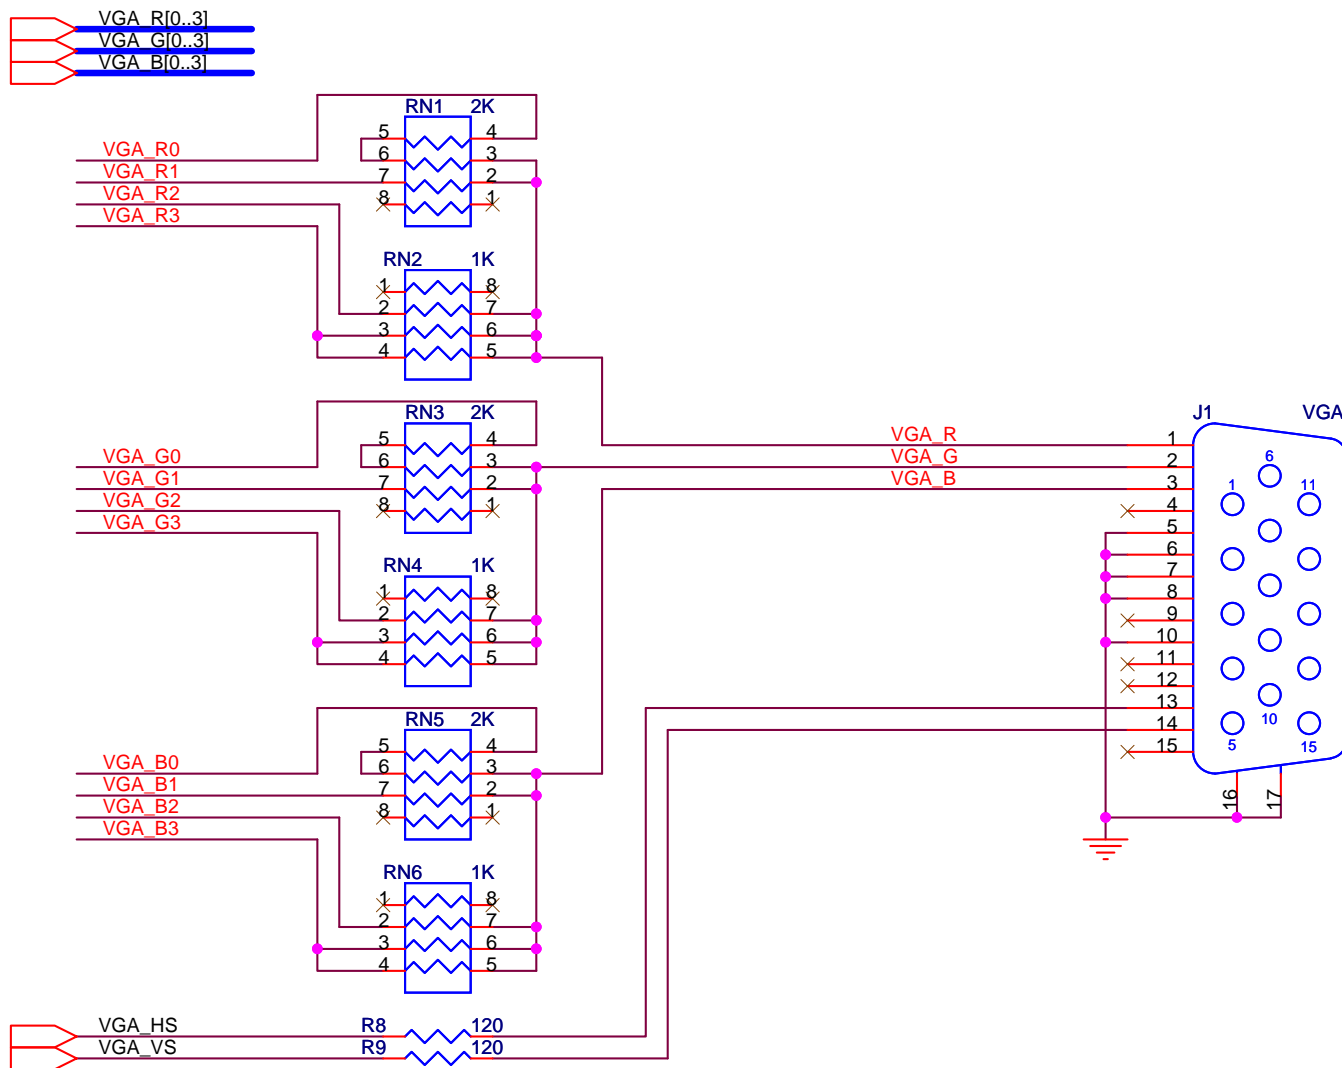 VGA_R[0..3]
VGA_G[0..3]
VGA_B[0..3]
RN1 2K
5 4
VGA_R0 6 3
VGA_R1 7 2
VGA_R2 8 1
VGA_R3
RN2 1K
1 8
2 7
3 6
4 5
RN3 2K
5 4
VGA_G0 6 3
VGA_G1 7 2
VGA_G2 8 1
VGA_G3
RN4 1K
1 8
2 7
3 6
4 5
RN5 2K
5 4
VGA_B0 6 3
VGA_B1 7 2
VGA_B2 8 1
VGA_B3
RN6 1K
1 8
2 7
3 6
4 5
VGA_HS R8 120
VGA_VS R9 120
J1 VGA
VGA_R 1
VGA_G 2
VGA_B 3
4
5
6
7
8
9
10
11
12
13
14
15
6
1 11
10
5 15
16 17